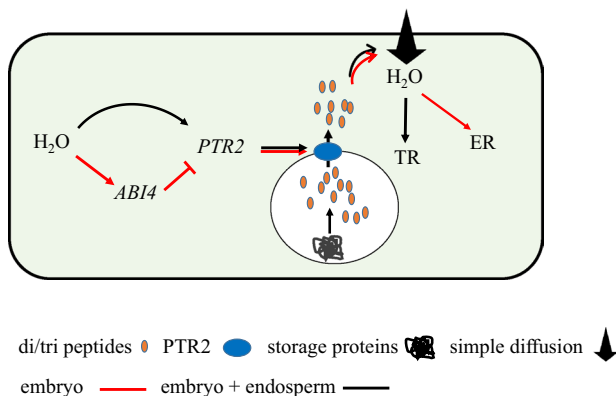 H₂O
H₂O
PTR2
ABI4
TR
ER
di/tri peptides PTR2 storage proteins simple diffusion
embryo embryo + endosperm